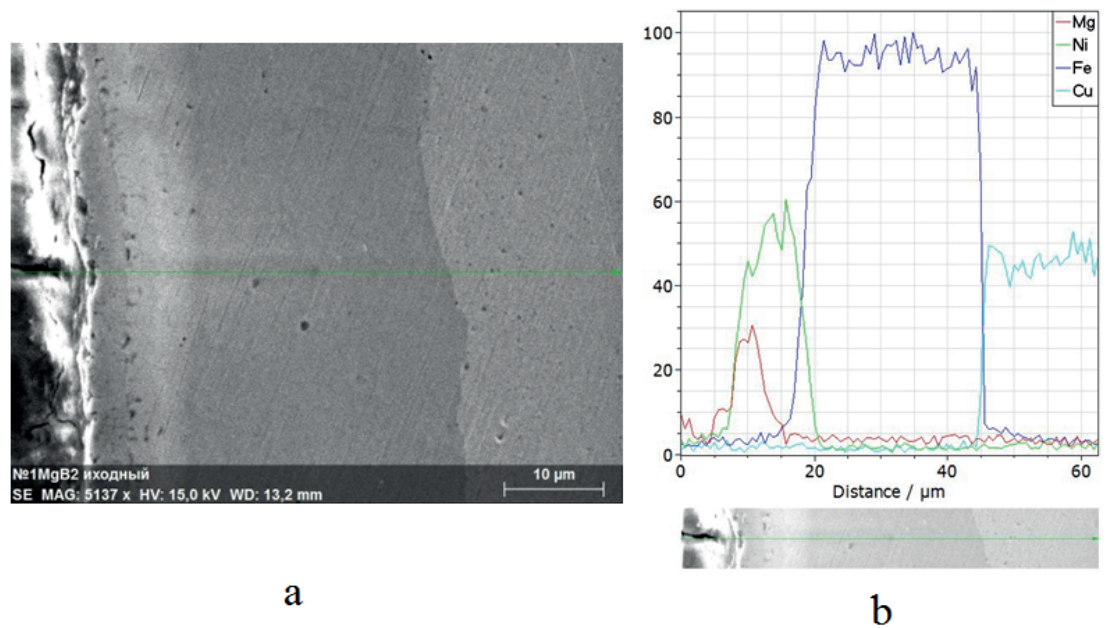 №1MgB2 иходный
SE MAG: 5137 x HV: 15,0 kV WD: 13,2 mm
10 µm
a
100
80
60
40
20
0
0 20 40 60
Distance / µm
Mg
Ni
Fe
Cu
b